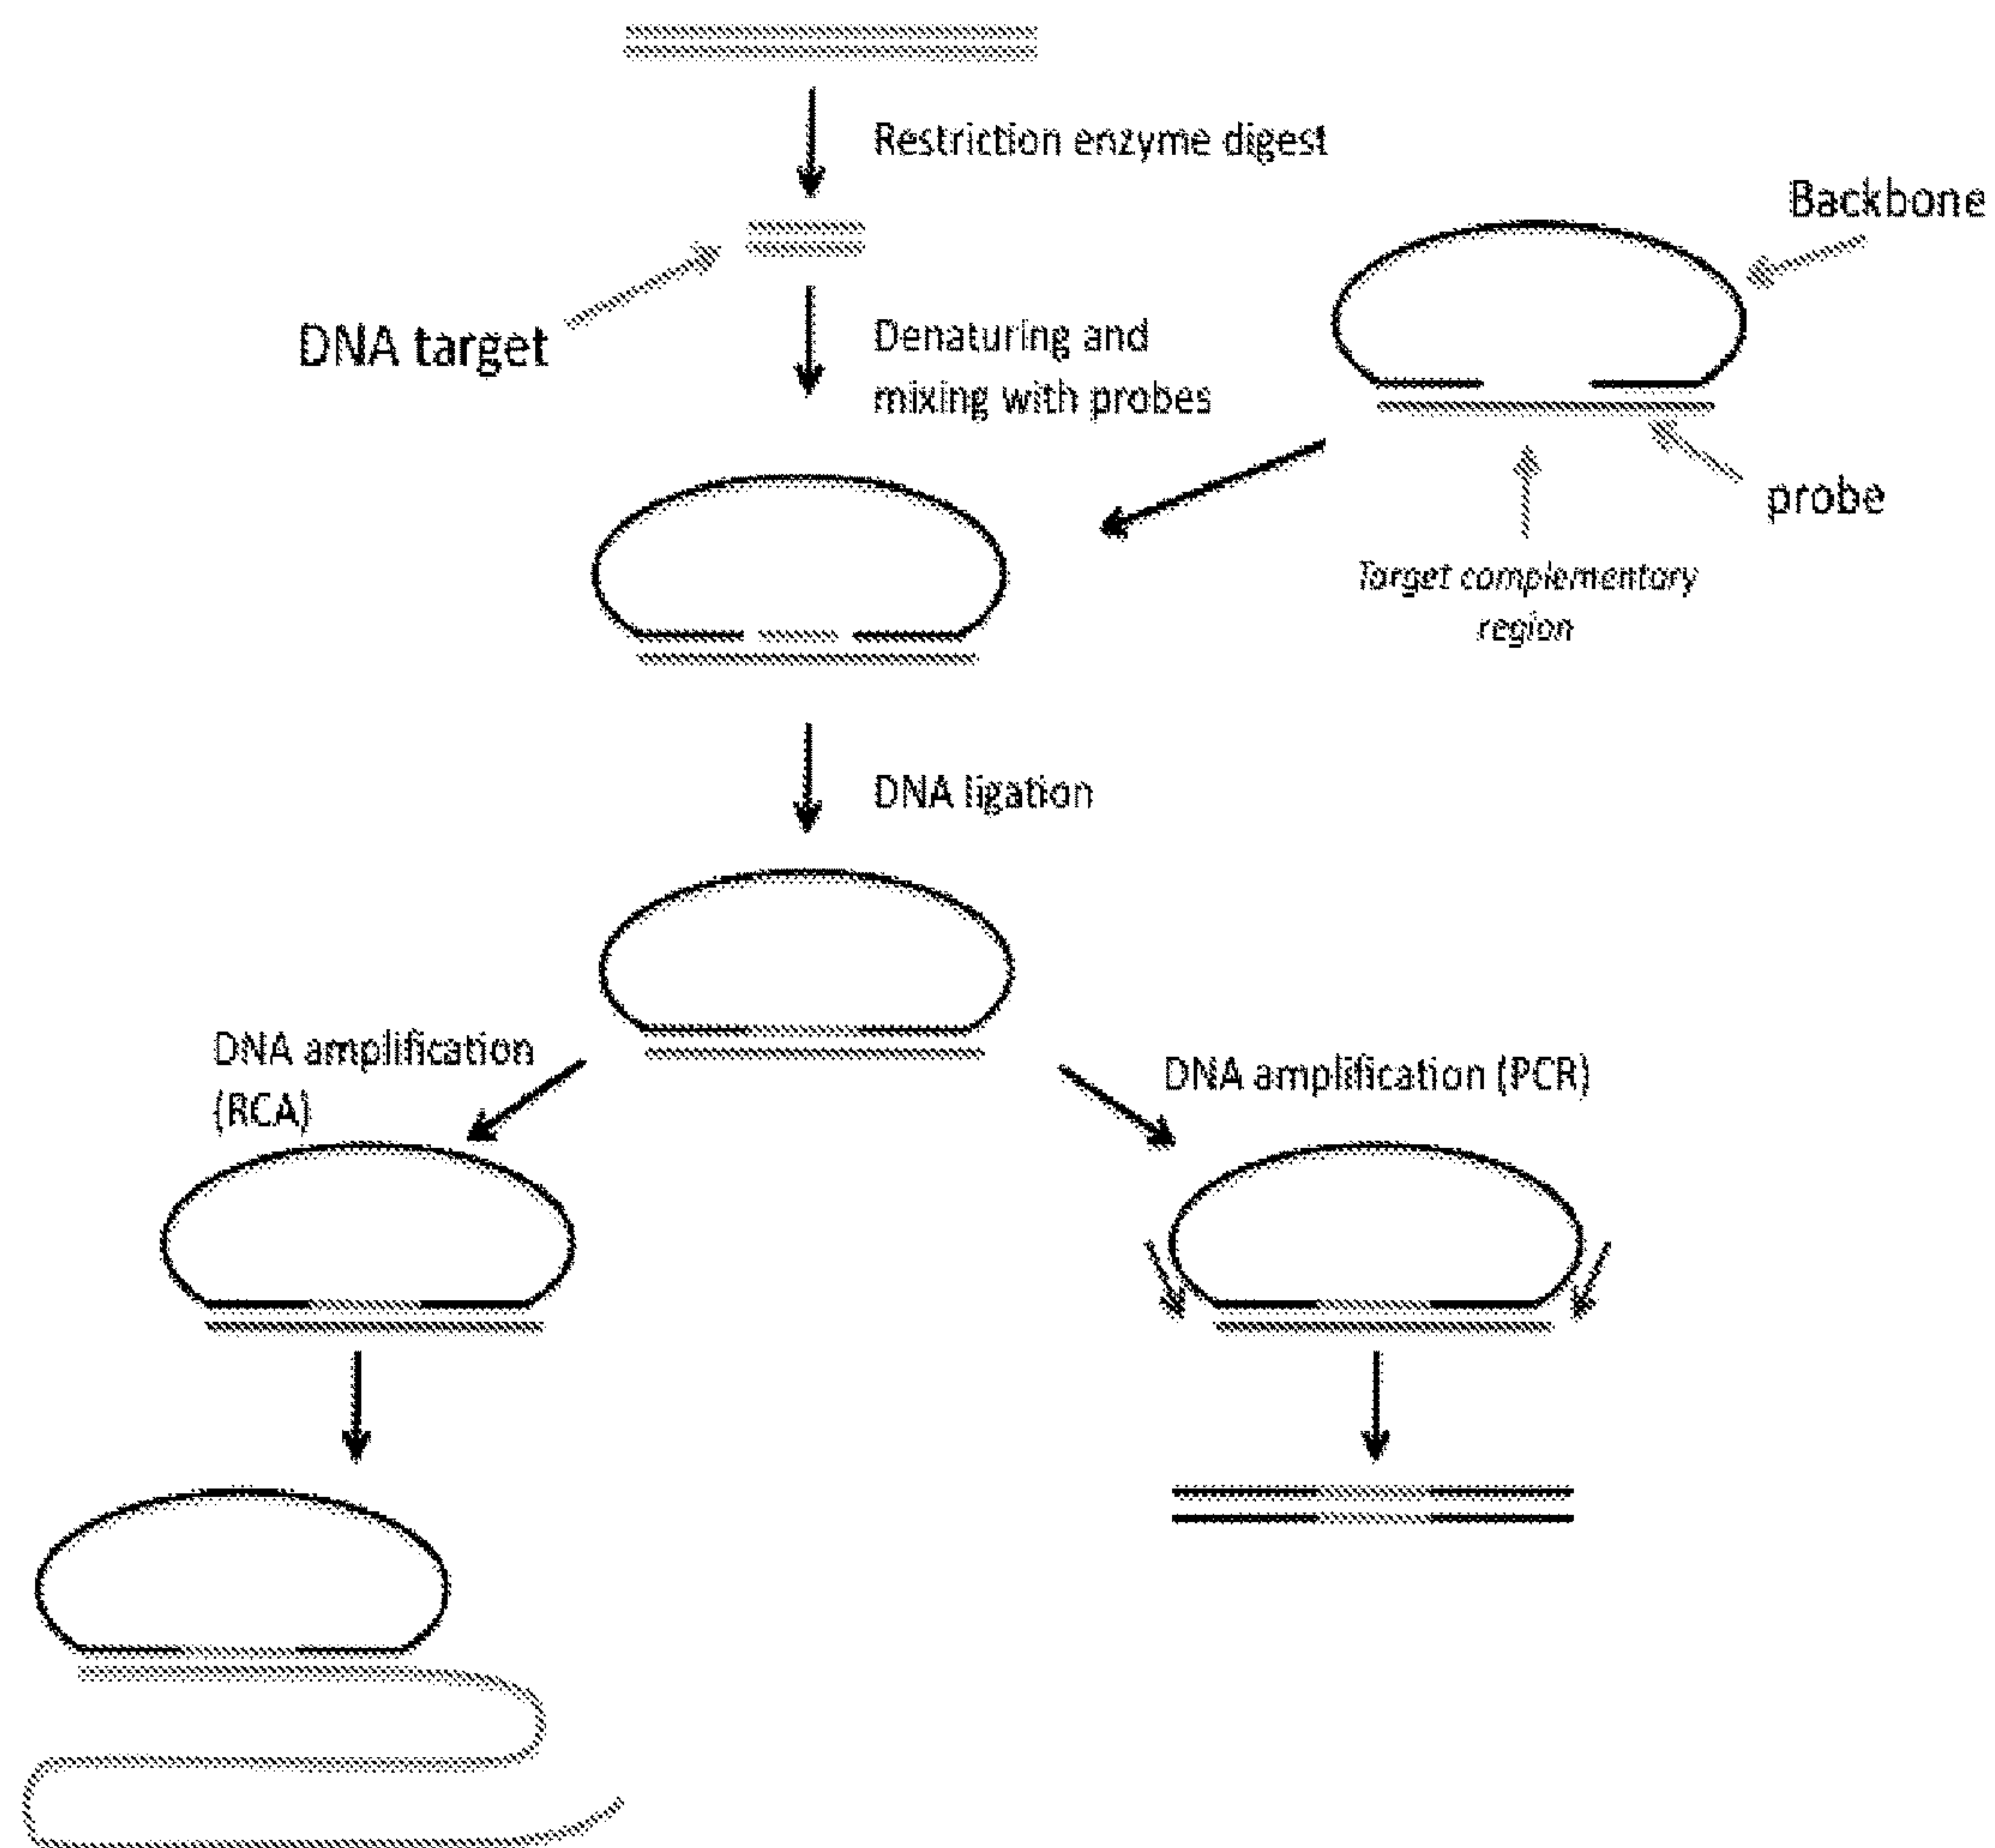 Restriction enzyme digest
Backbone
DNA target
Denaturing and
mixing with probes
probe
Target complementary
region
DNA ligation
DNA amplification
(RCA)
DNA amplification (PCR)